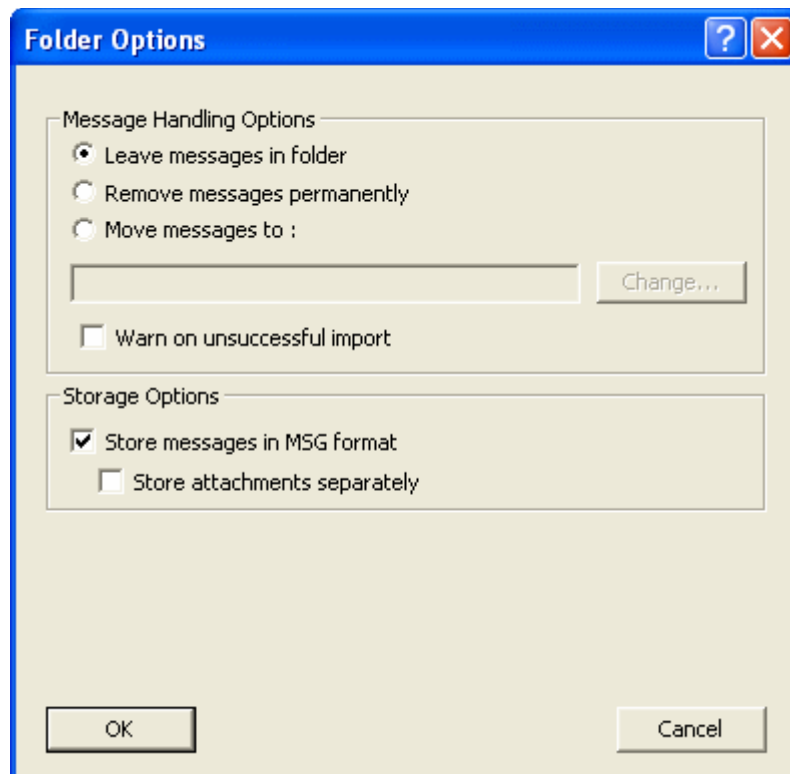 Folder Options
Message Handling Options
Leave messages in folder
Remove messages permanently
Move messages to :
Change...
Warn on unsuccessful import
Storage Options
Store messages in MSG format
Store attachments separately
OK
Cancel